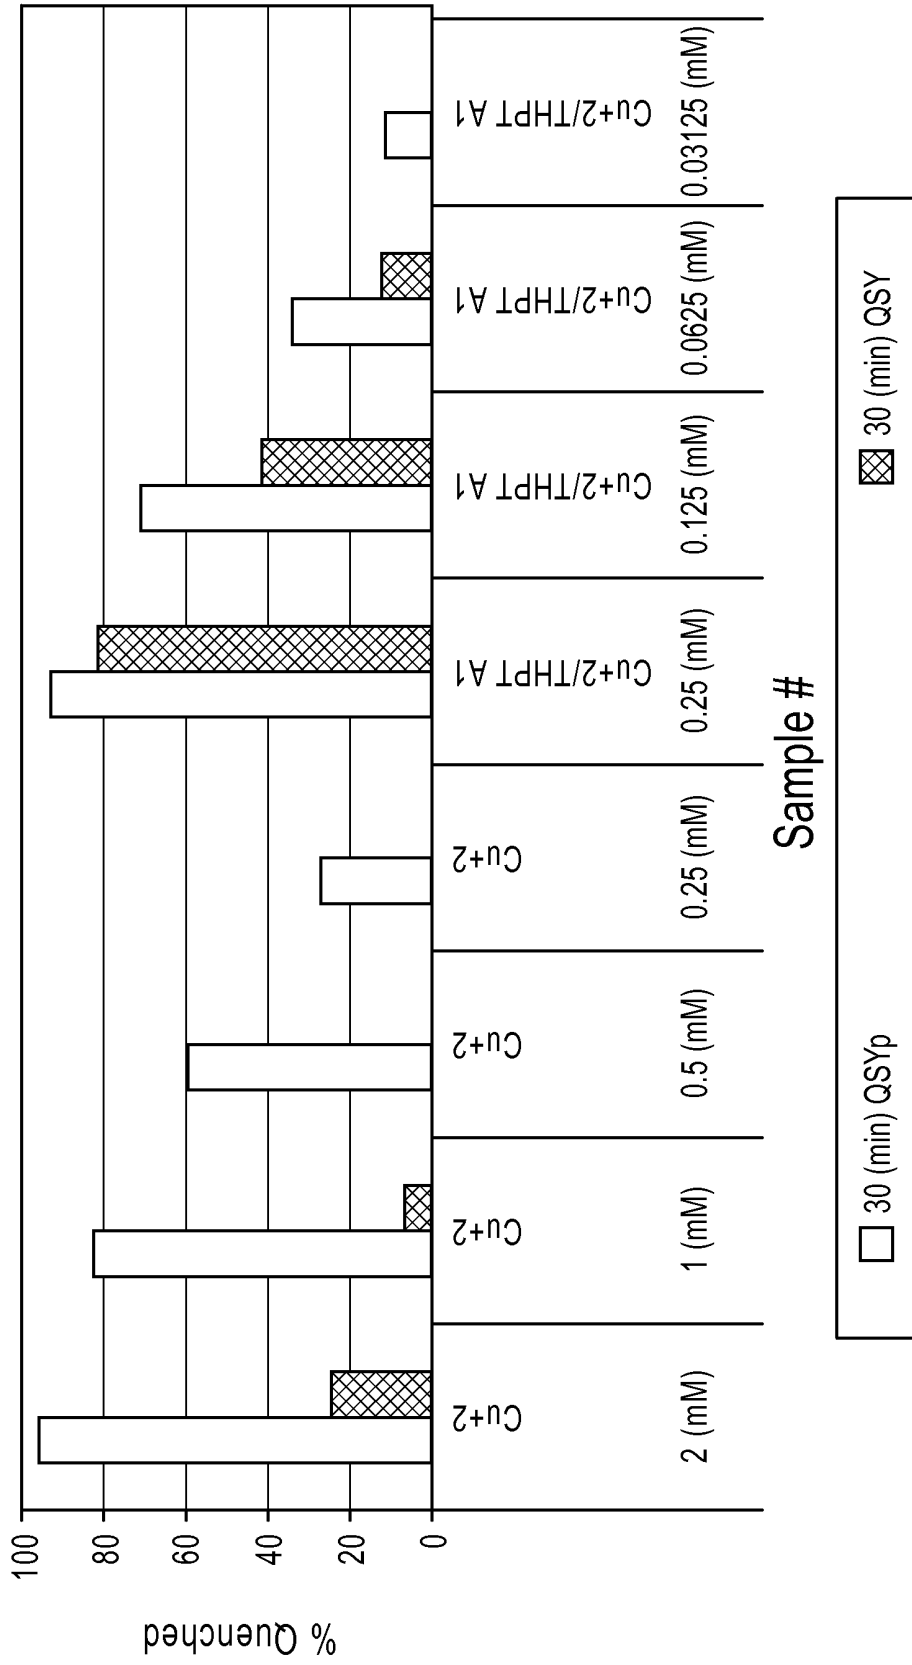 % Quenched
100
80
60
40
20
0
Cu+2
Cu+2
Cu+2
Cu+2
Cu+2/THPT A1
Cu+2/THPT A1
Cu+2/THPT A1
Cu+2/THPT A1
2 (mM)
1 (mM)
0.5 (mM)
0.25 (mM)
0.25 (mM)
0.125 (mM)
0.0625 (mM)
0.03125 (mM)
Sample #
30 (min) QSYp
30 (min) QSY